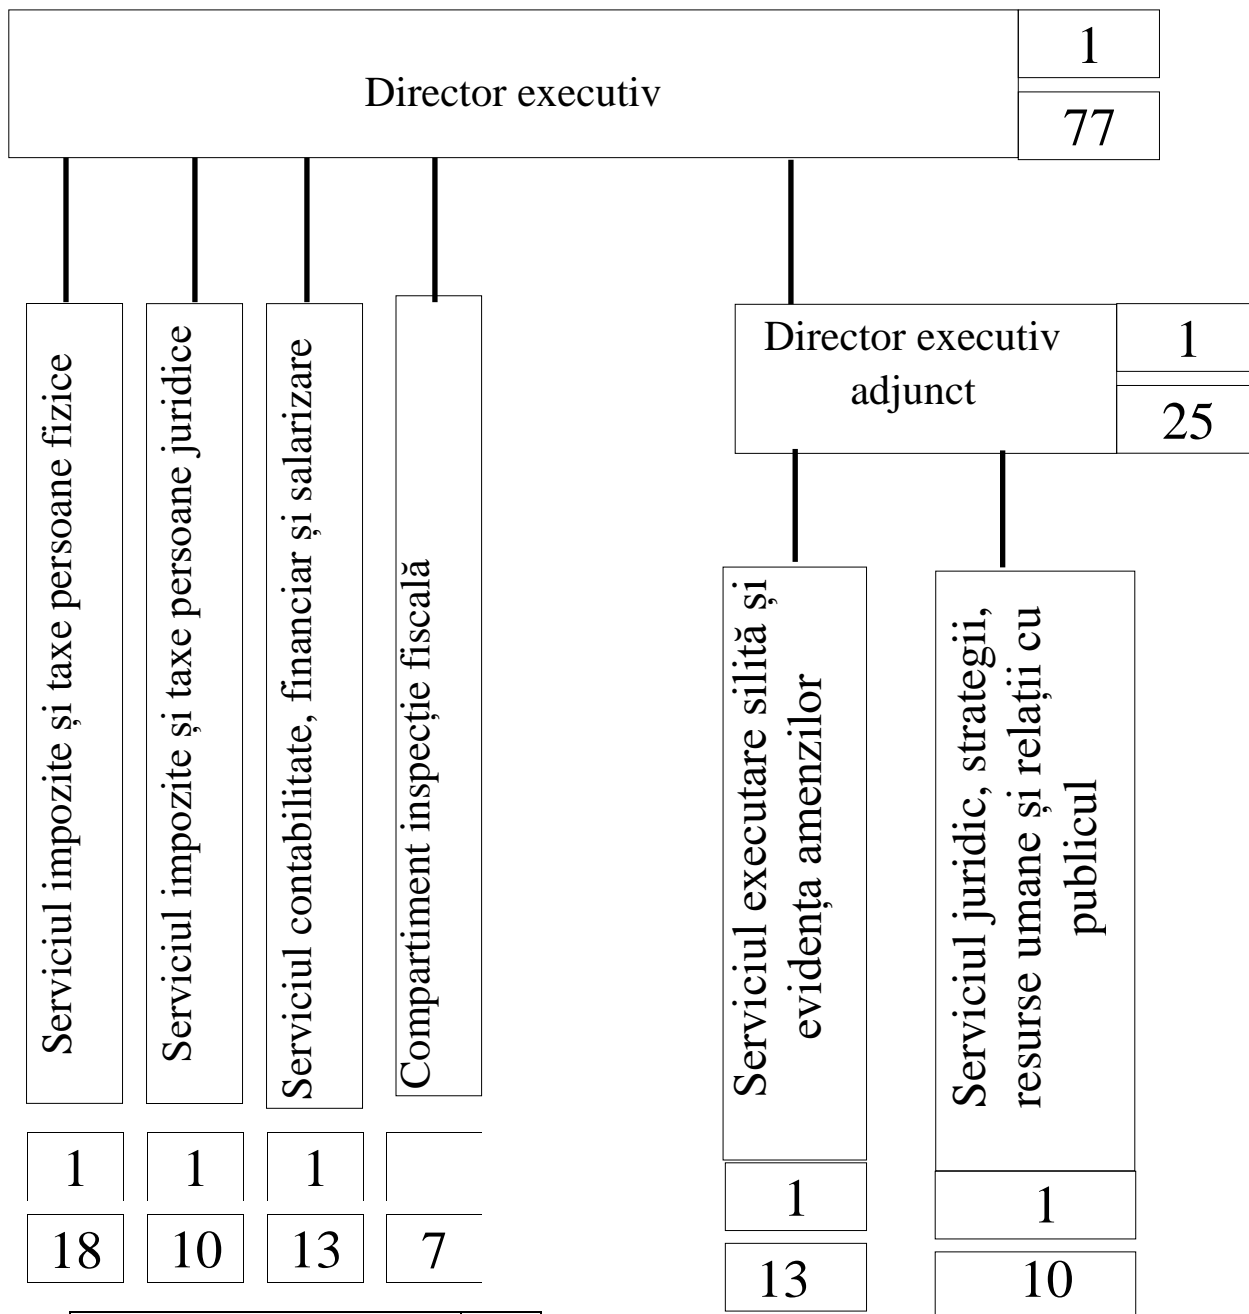 Director executiv
1
77
Serviciul impozite și taxe persoane fizice
1
18
Serviciul impozite și taxe persoane juridice
1
10
Serviciul contabilitate, financiar și salarizare
1
13
Compartiment inspecție fiscală
7
Director executiv
adjunct
1
25
Serviciul executare silită și
evidența amenzilor
1
13
Serviciul juridic, strategii,
resurse umane și relații cu
publicul
1
10